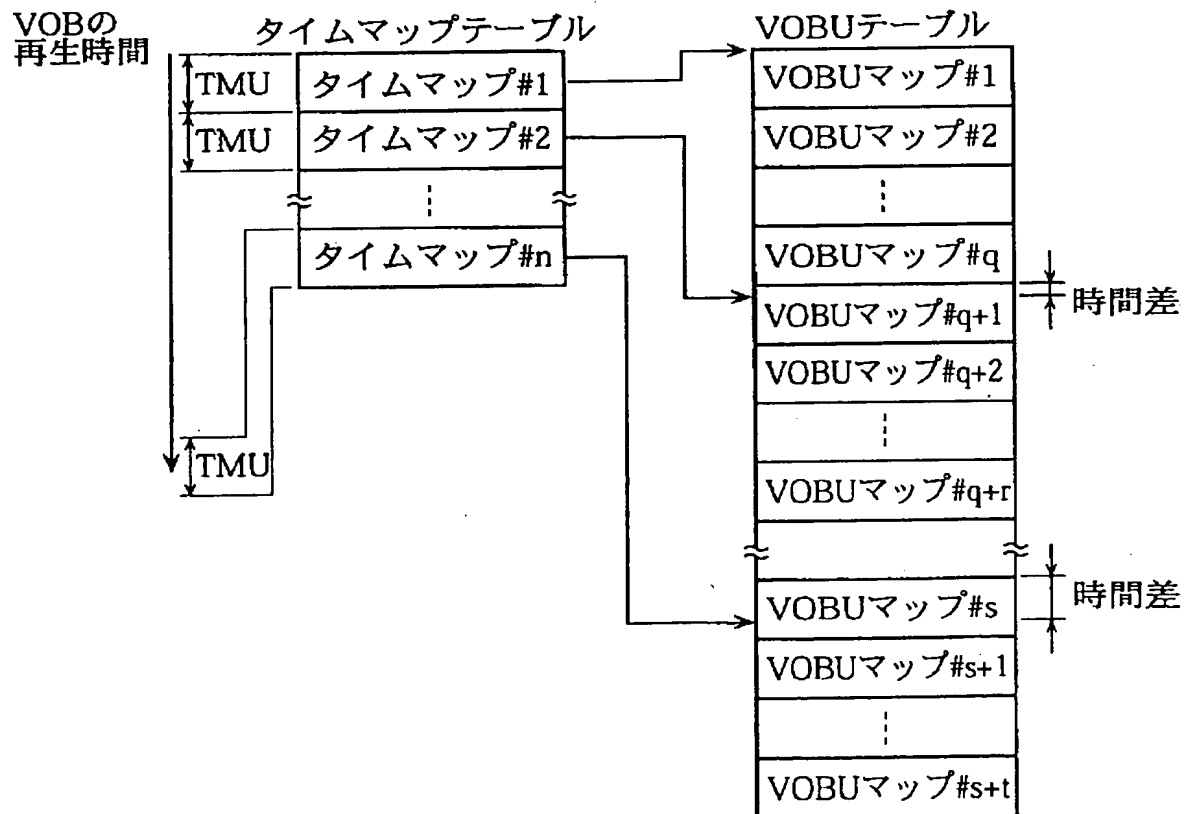 VOBの
再生時間
タイムマップテーブル
VOBUテーブル
TMU
タイムマップ#1
TMU
タイムマップ#2
タイムマップ#n
TMU
VOBUマップ#1
VOBUマップ#2
VOBUマップ#q
VOBUマップ#q+1
時間差
VOBUマップ#q+2
VOBUマップ#q+r
VOBUマップ#s
時間差
VOBUマップ#s+1
VOBUマップ#s+t